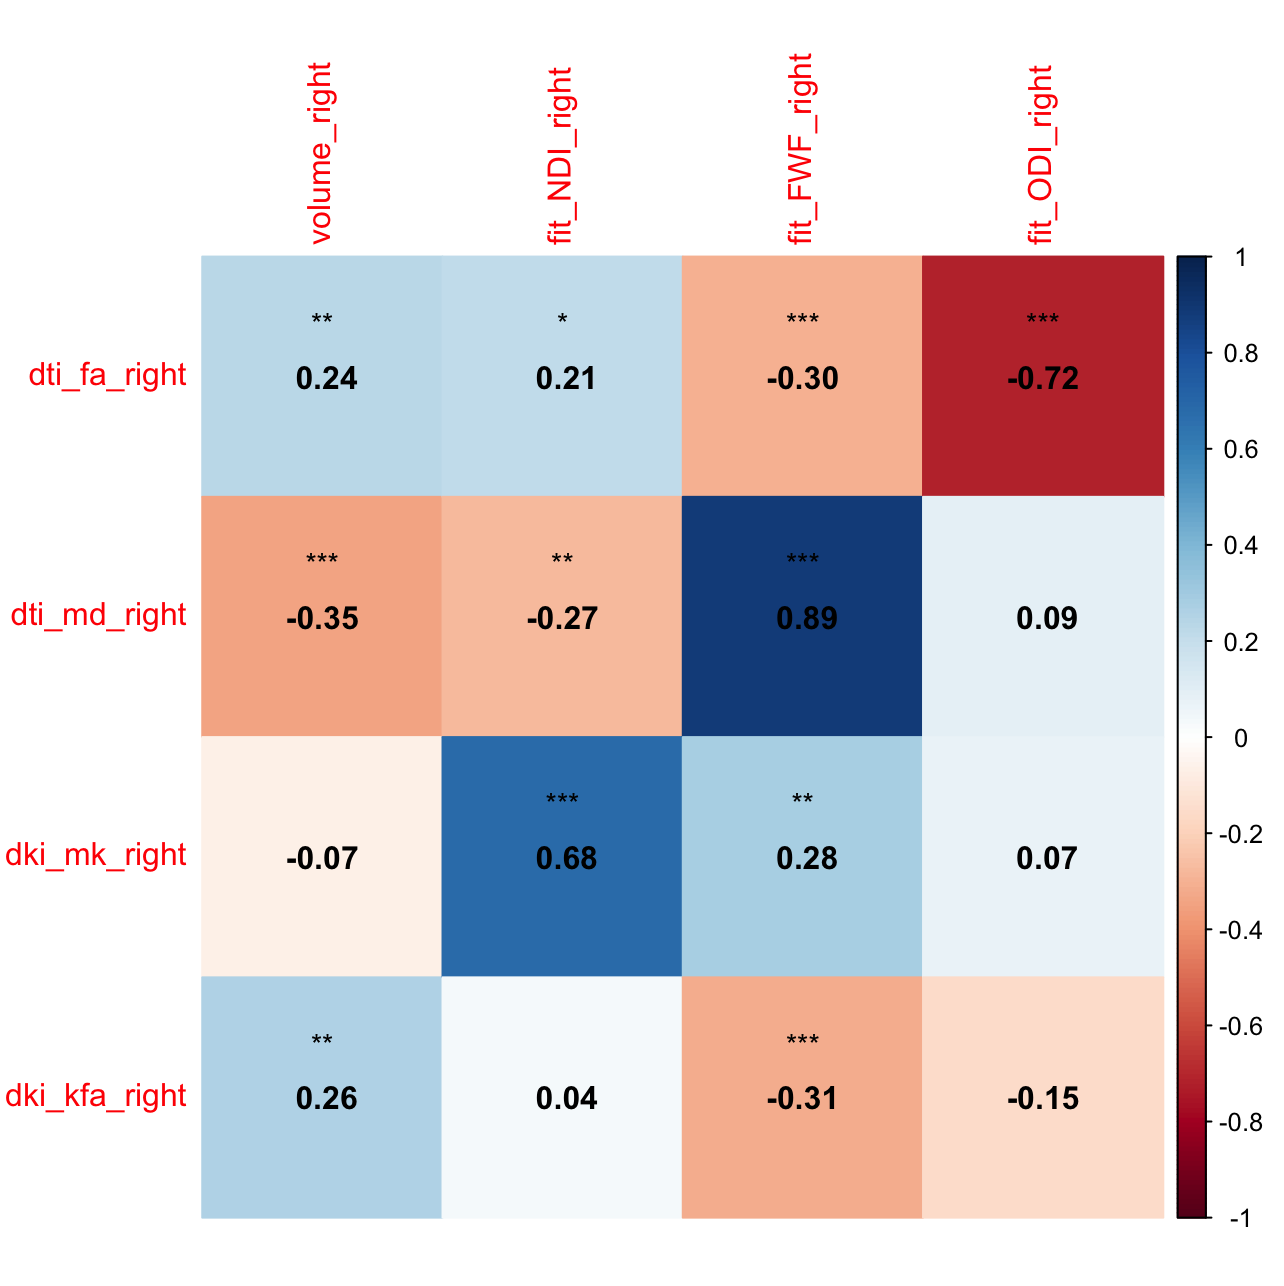 volume_right fit_NDI_right fit_FWF_right fit_ODI_right
** * *** ***
dti_fa_right 0.24 0.21 -0.30 -0.72
*** ** ***
dti_md_right -0.35 -0.27 0.89 0.09
*** **
dki_mk_right -0.07 0.68 0.28 0.07
** ***
dki_kfa_right 0.26 0.04 -0.31 -0.15
1
0.8
0.6
0.4
0.2
0
-0.2
-0.4
-0.6
-0.8
-1